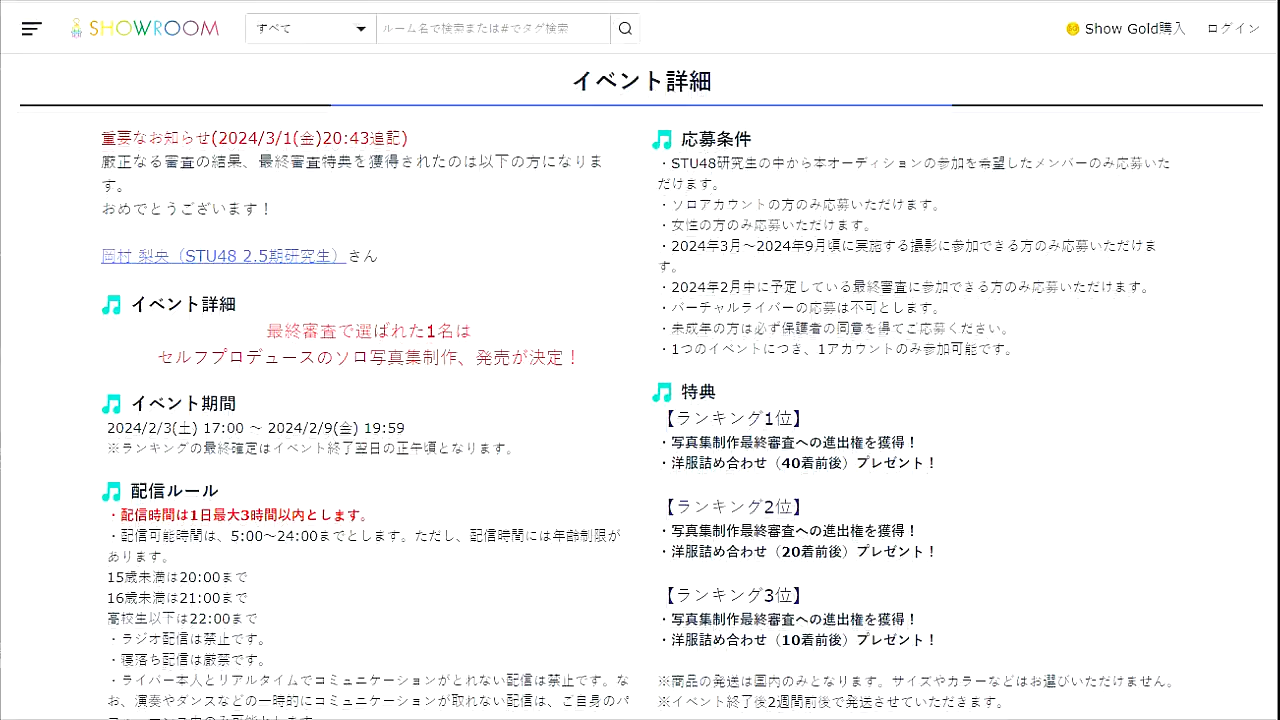 SHOWROOM
すべて
ルーム名で検索または#でタグ検索
Show Gold購入
ログイン
イベント詳細
重要なお知らせ(2024/3/1(金)20:43追記)
厳正なる審査の結果、最終審査特典を獲得されたのは以下の方になりま
す。
おめでとうございます！
岡村 梨央（STU48 2.5期研究生）さん
イベント詳細
最終審査で選ばれた1名は
セルフプロデュースのソロ写真集制作、発売が決定！
イベント期間
2024/2/3(土) 17:00 ～ 2024/2/9(金) 19:59
※ランキングの最終確定はイベント終了翌日の正午頃となります。
配信ルール
・配信時間は1日最大3時間以内とします。
・配信可能時間は、5:00～24:00までとします。ただし、配信時間には年齢制限が
あります。
15歳未満は20:00まで
16歳未満は21:00まで
高校生以下は22:00まで
・ラジオ配信は禁止です。
・寝落ち配信は厳禁です。
・ライバー本人とリアルタイムでコミュニケーションがとれない配信は禁止です。な
お、演奏やダンスなどの一時的にコミュニケーションが取れない配信は、ご自身のパ
応募条件
・STU48研究生の中から本オーディションの参加を希望したメンバーのみ応募いた
だけます。
・ソロアカウントの方のみ応募いただけます。
・女性の方のみ応募いただけます。
・2024年3月～2024年9月頃に実施する撮影に参加できる方のみ応募いただけま
す。
・2024年2月中に予定している最終審査に参加できる方のみ応募いただけます。
・バーチャルライバーの応募は不可とします。
・未成年の方は必ず保護者の同意を得てご応募ください。
・1つのイベントにつき、1アカウントのみ参加可能です。
特典
【ランキング1位】
・写真集制作最終審査への進出権を獲得！
・洋服詰め合わせ（40着前後）プレゼント！
【ランキング2位】
・写真集制作最終審査への進出権を獲得！
・洋服詰め合わせ（20着前後）プレゼント！
【ランキング3位】
・写真集制作最終審査への進出権を獲得！
・洋服詰め合わせ（10着前後）プレゼント！
※商品の発送は国内のみとなります。サイズやカラーなどはお選びいただけません。
※イベント終了後2週間前後で発送させていただきます。